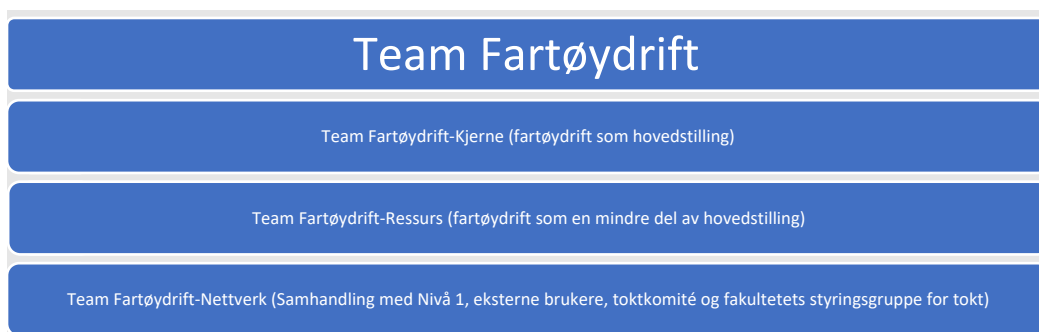 Team Fartøydrift
Team Fartøydrift-Kjerne (fartøydrift som hovedstilling)
Team Fartøydrift-Ressurs (fartøydrift som en mindre del av hovedstilling)
Team Fartøydrift-Nettverk (Samhandling med Nivå 1, eksterne brukere, toktkomité og fakultetets styringsgruppe for tokt)